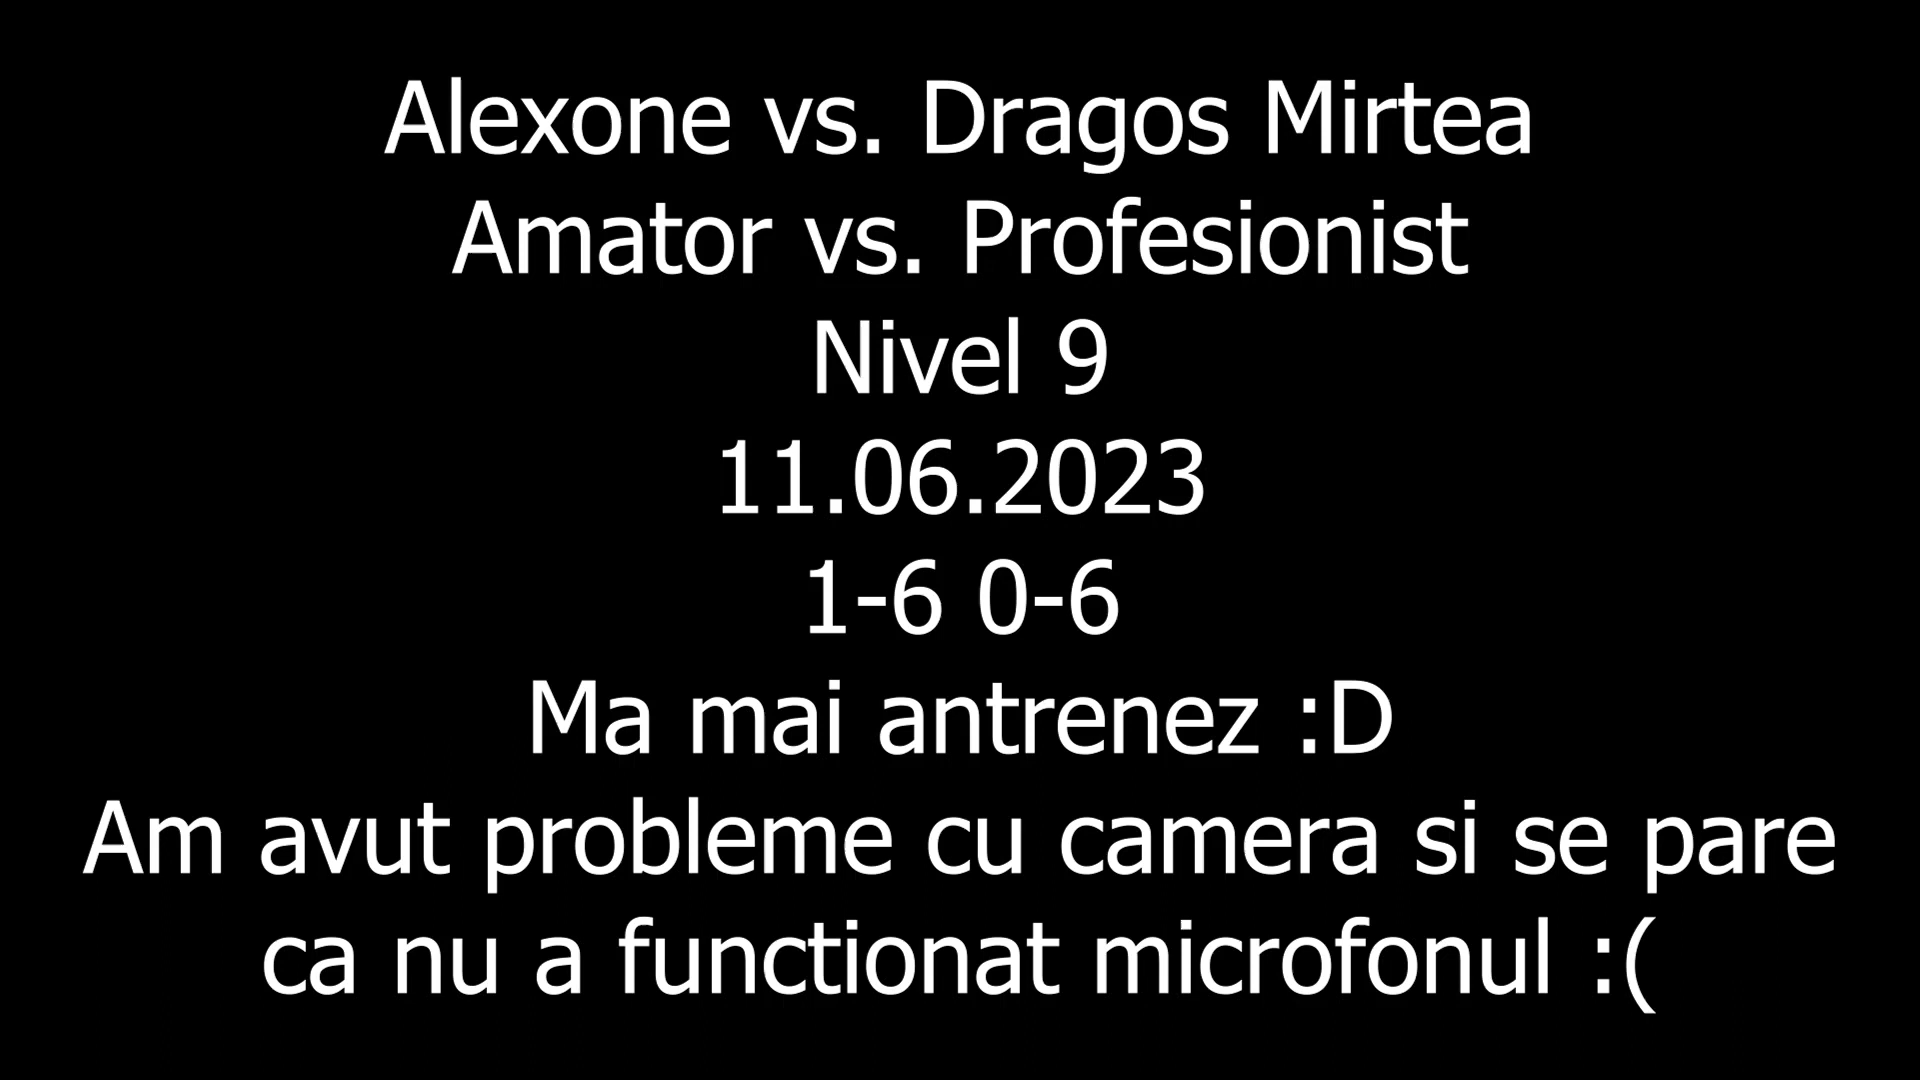 Alexone vs. Dragos Mirtea
Amator vs. Profesionist
Nivel 9
11.06.2023
1-6 0-6
Ma mai antrenez :D
Am avut probleme cu camera si se pare
ca nu a functionat microfonul :(